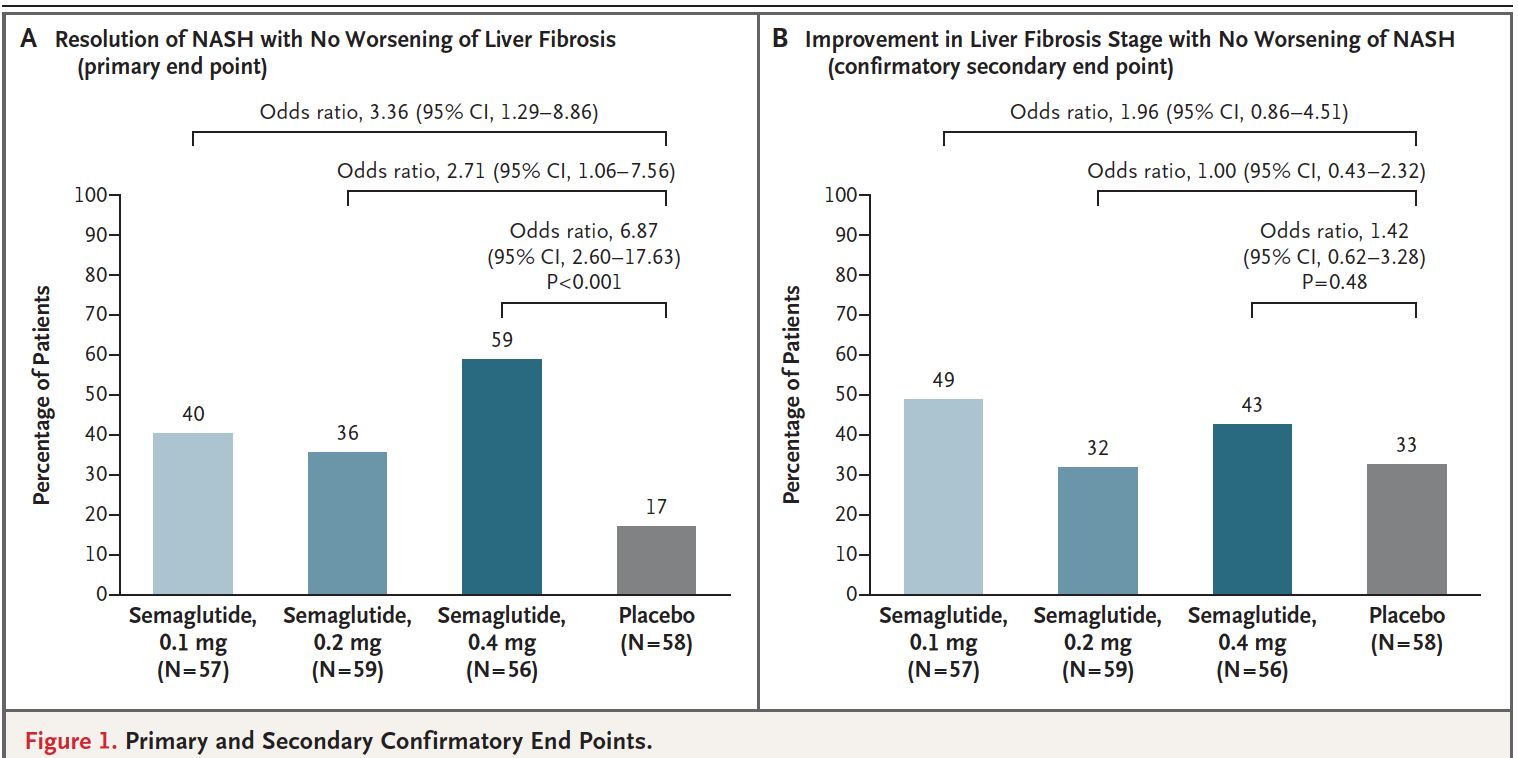 A Resolution of NASH with No Worsening of Liver Fibrosis
(primary end point)
Odds ratio, 3.36 (95% CI, 1.29–8.86)
Odds ratio, 2.71 (95% CI, 1.06–7.56)
Odds ratio, 6.87
(95% CI, 2.60–17.63)
P<0.001
Percentage of Patients
100
90
80
70
60
50
40
30
20
10
0
40
36
59
17
Semaglutide,
0.1 mg
(N=57)
Semaglutide,
0.2 mg
(N=59)
Semaglutide,
0.4 mg
(N=56)
Placebo
(N=58)
B Improvement in Liver Fibrosis Stage with No Worsening of NASH
(confirmatory secondary end point)
Odds ratio, 1.96 (95% CI, 0.86–4.51)
Odds ratio, 1.00 (95% CI, 0.43–2.32)
Odds ratio, 1.42
(95% CI, 0.62–3.28)
P=0.48
Percentage of Patients
100
90
80
70
60
50
40
30
20
10
0
49
32
43
33
Semaglutide,
0.1 mg
(N=57)
Semaglutide,
0.2 mg
(N=59)
Semaglutide,
0.4 mg
(N=56)
Placebo
(N=58)
Figure 1. Primary and Secondary Confirmatory End Points.